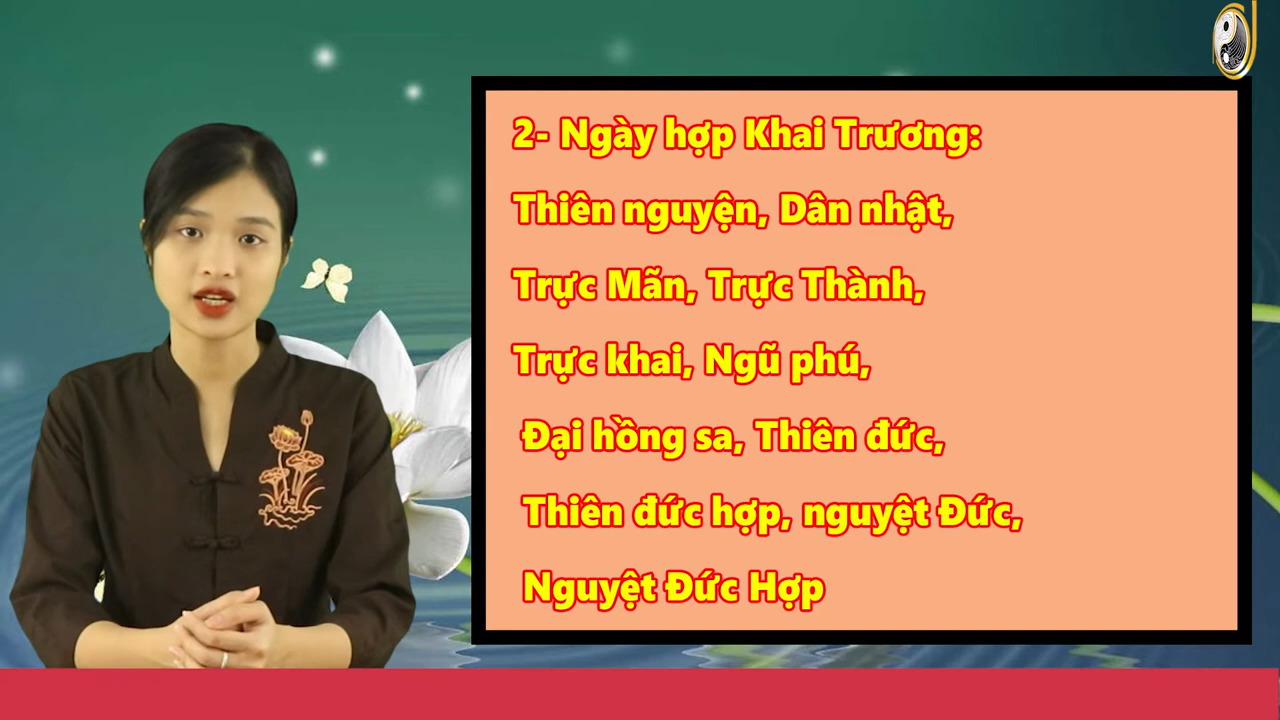 2- Ngày hợp Khai Trương:
Thiên nguyện, Dân nhật,
Trực Mãn, Trực Thành,
Trực khai, Ngũ phú,
Đại hồng sa, Thiên đức,
Thiên đức hợp, nguyệt Đức,
Nguyệt Đức Hợp